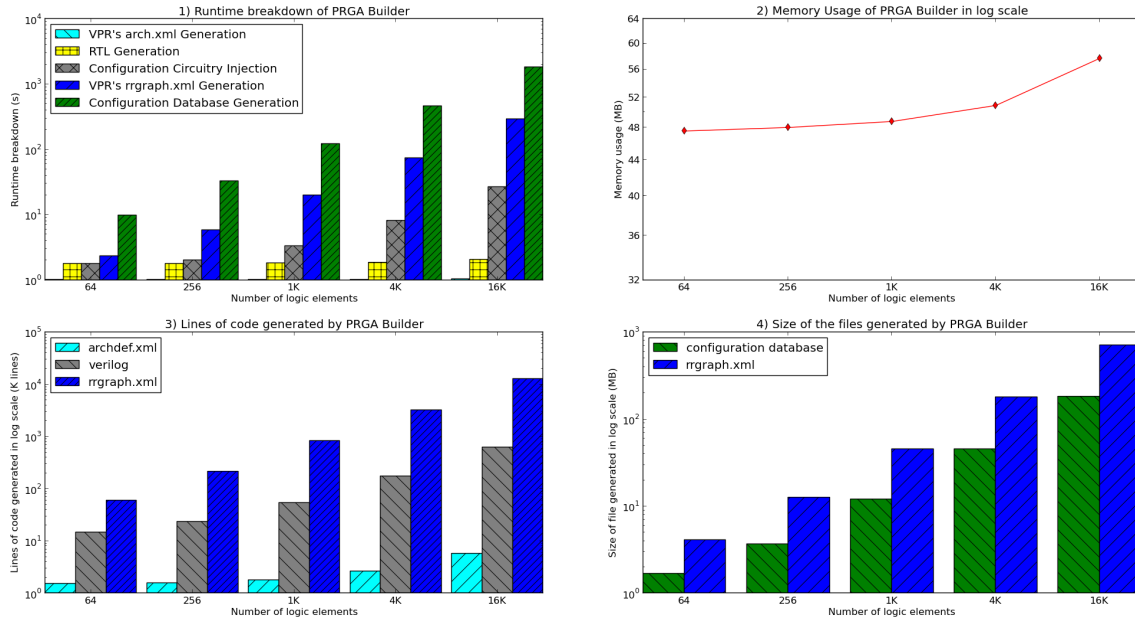 1) Runtime breakdown of PRGA Builder
10^4
10^3
10^2
10^1
10^0
Runtime breakdown (s)
VPR's arch.xml Generation
RTL Generation
Configuration Circuitry Injection
VPR's rrgraph.xml Generation
Configuration Database Generation
64 256 1K 4K 16K
Number of logic elements
2) Memory Usage of PRGA Builder in log scale
64
60
56
52
48
44
40
36
32
Memory usage (MB)
64 256 1K 4K 16K
Number of logic elements
3) Lines of code generated by PRGA Builder
10^5
10^4
10^3
10^2
10^1
10^0
Lines of code generated in log scale (K lines)
archdef.xml
verilog
rrgraph.xml
64 256 1K 4K 16K
Number of logic elements
4) Size of the files generated by PRGA Builder
10^3
10^2
10^1
10^0
Size of file generated in log scale (MB)
configuration database
rrgraph.xml
64 256 1K 4K 16K
Number of logic elements